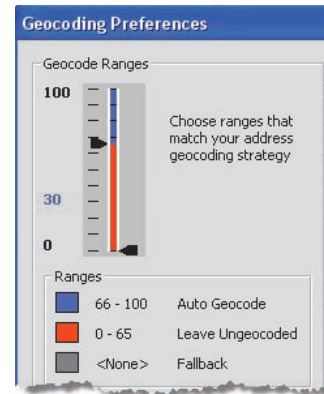 Geocoding Preferences
Geocode Ranges
100
Choose ranges that
match your address
geocoding strategy
30
0
Ranges
66 - 100 Auto Geocode
0 - 65 Leave Ungeocoded
<None> Fallback